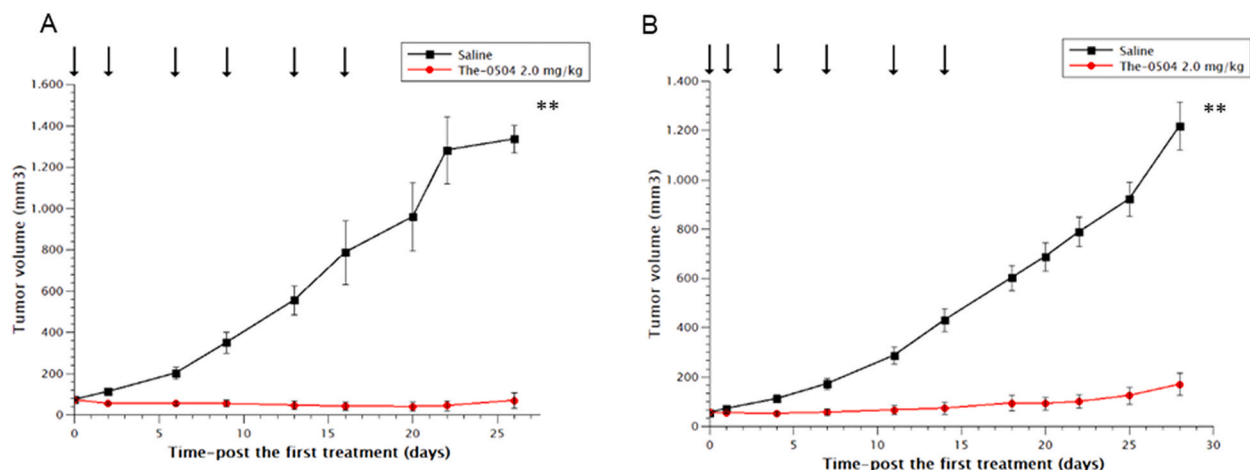 A
Saline
The-0504 2.0 mg/kg
**
1.600
1.400
1.200
1.000
800
600
400
200
0
Tumor volume (mm3)
0 5 10 15 20 25
Time-post the first treatment (days)
B
Saline
The-0504 2.0 mg/kg
**
1.400
1.200
1.000
800
600
400
200
0
Tumor volume (mm3)
0 5 10 15 20 25 30
Time-post the first treatment (days)